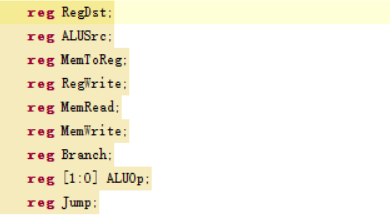 reg RegDst;
reg ALUSrc;
reg MemToReg;
reg RegWrite;
reg MemRead;
reg MemWrite;
reg Branch;
reg [1:0] ALUOp;
reg Jump;